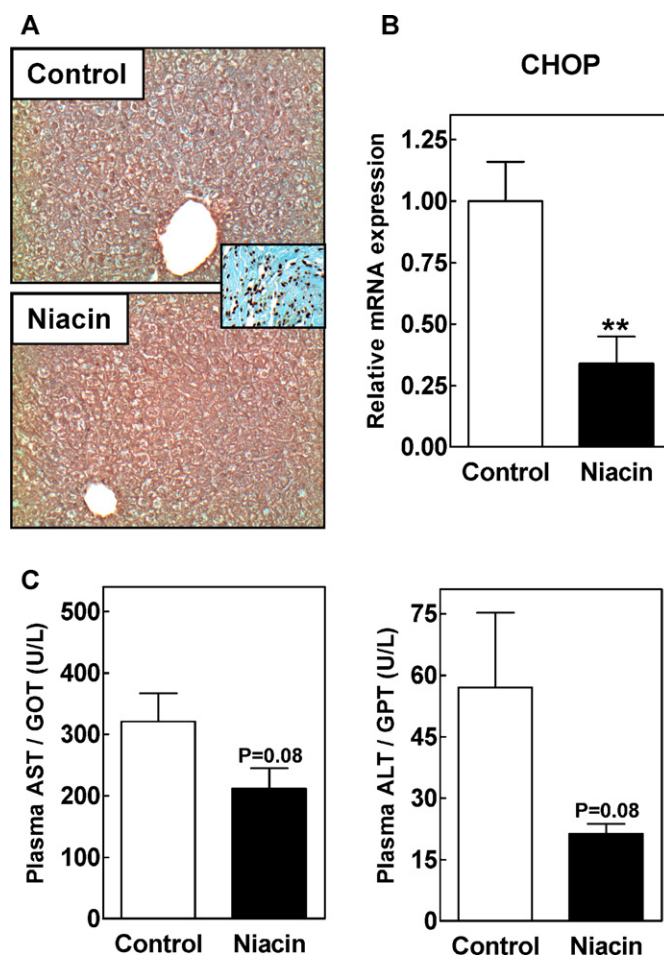 A
Control
Niacin
B
CHOP
Relative mRNA expression
1.25
1.00
0.75
0.50
0.25
0.00
**
Control
Niacin
C
Plasma AST / GOT (U/L)
500
400
300
200
100
0
P=0.08
Control
Niacin
Plasma ALT / GPT (U/L)
75
60
45
30
15
0
P=0.08
Control
Niacin